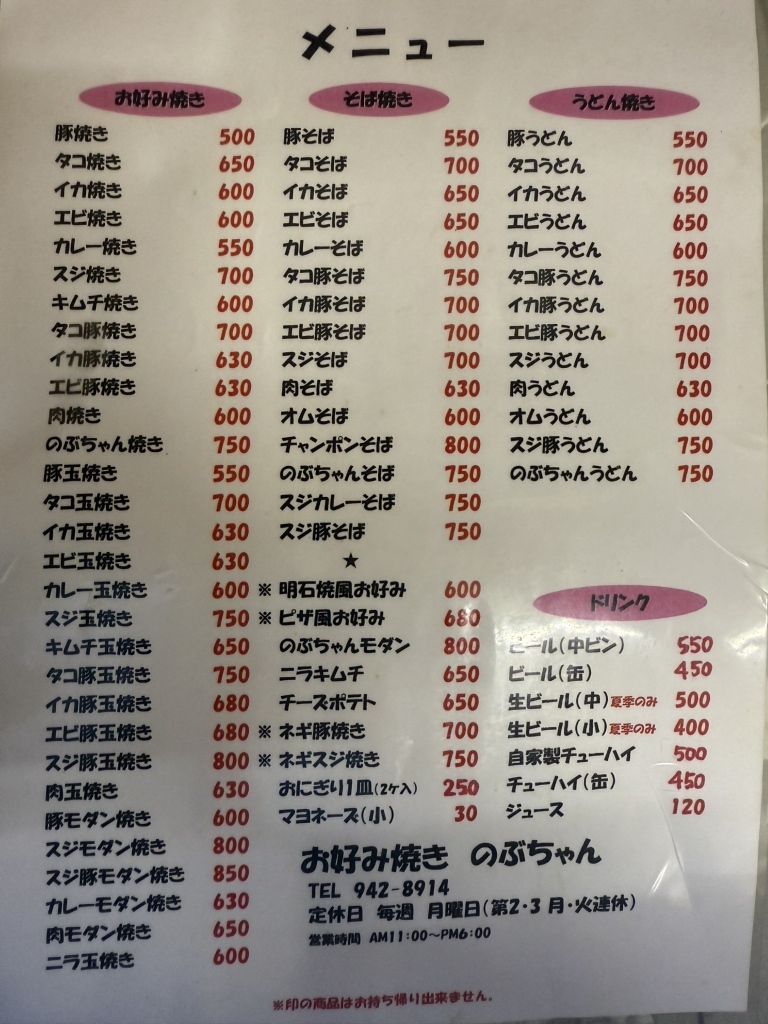 メニュー
お好み焼き
豚焼き 500
タコ焼き 650
イカ焼き 600
エビ焼き 600
カレー焼き 550
スジ焼き 700
キムチ焼き 600
タコ豚焼き 700
イカ豚焼き 630
エビ豚焼き 630
肉焼き 600
のぶちゃん焼き 750
豚玉焼き 550
タコ玉焼き 700
イカ玉焼き 630
エビ玉焼き 630
カレー玉焼き 600
スジ玉焼き 750
キムチ玉焼き 650
タコ豚玉焼き 750
イカ豚玉焼き 680
エビ豚玉焼き 680
スジ豚玉焼き 800
肉玉焼き 630
豚モダン焼き 600
スジモダン焼き 800
スジ豚モダン焼き 850
カレーモダン焼き 630
肉モダン焼き 650
ニラ玉焼き 600
そば焼き
豚そば 550
タコそば 700
イカそば 650
エビそば 650
カレーそば 600
タコ豚そば 750
イカ豚そば 700
エビ豚そば 700
スジそば 700
肉そば 630
オムそば 600
チャンポンそば 800
のぶちゃんそば 750
スジカレーそば 750
スジ豚そば 750
★
※ 明石焼風お好み 600
※ ピザ風お好み 680
のぶちゃんモダン 800
ニラキムチ 650
チーズポテト 650
※ ネギ豚焼き 700
※ ネギスジ焼き 750
おにぎり1皿(2ケ入) 250
マヨネーズ(小) 30
うどん焼き
豚うどん 550
タコうどん 700
イカうどん 650
エビうどん 650
カレーうどん 600
タコ豚うどん 750
イカ豚うどん 700
エビ豚うどん 700
スジうどん 700
肉うどん 630
オムうどん 600
スジ豚うどん 750
のぶちゃんうどん 750
ドリンク
ビール(中ビン) 550
ビール(缶) 450
生ビール(中)夏季のみ 500
生ビール(小)夏季のみ 400
自家製チューハイ 500
チューハイ(缶) 450
ジュース 120
お好み焼き のぶちゃん
TEL 942-8914
定休日 毎週 月曜日(第2・3 月・火連休)
営業時間 AM11:00〜PM6:00
※印の商品はお持ち帰り出来ません。